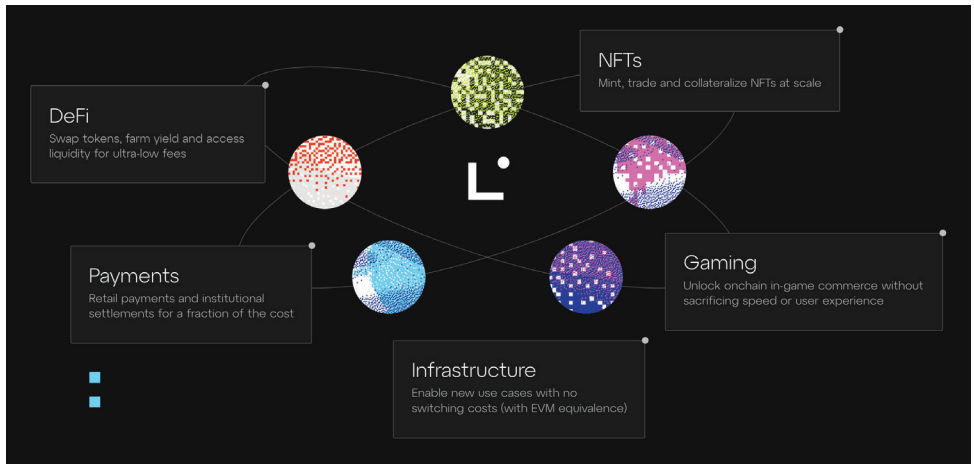 NFTs
Mint, trade and collateralize NFTs at scale
DeFi
Swap tokens, farm yield and access
liquidity for ultra-low fees
Payments
Retail payments and institutional
settlements for a fraction of the cost
Gaming
Unlock onchain in-game commerce without
sacrificing speed or user experience
Infrastructure
Enable new use cases with no
switching costs (with EVM equivalence)